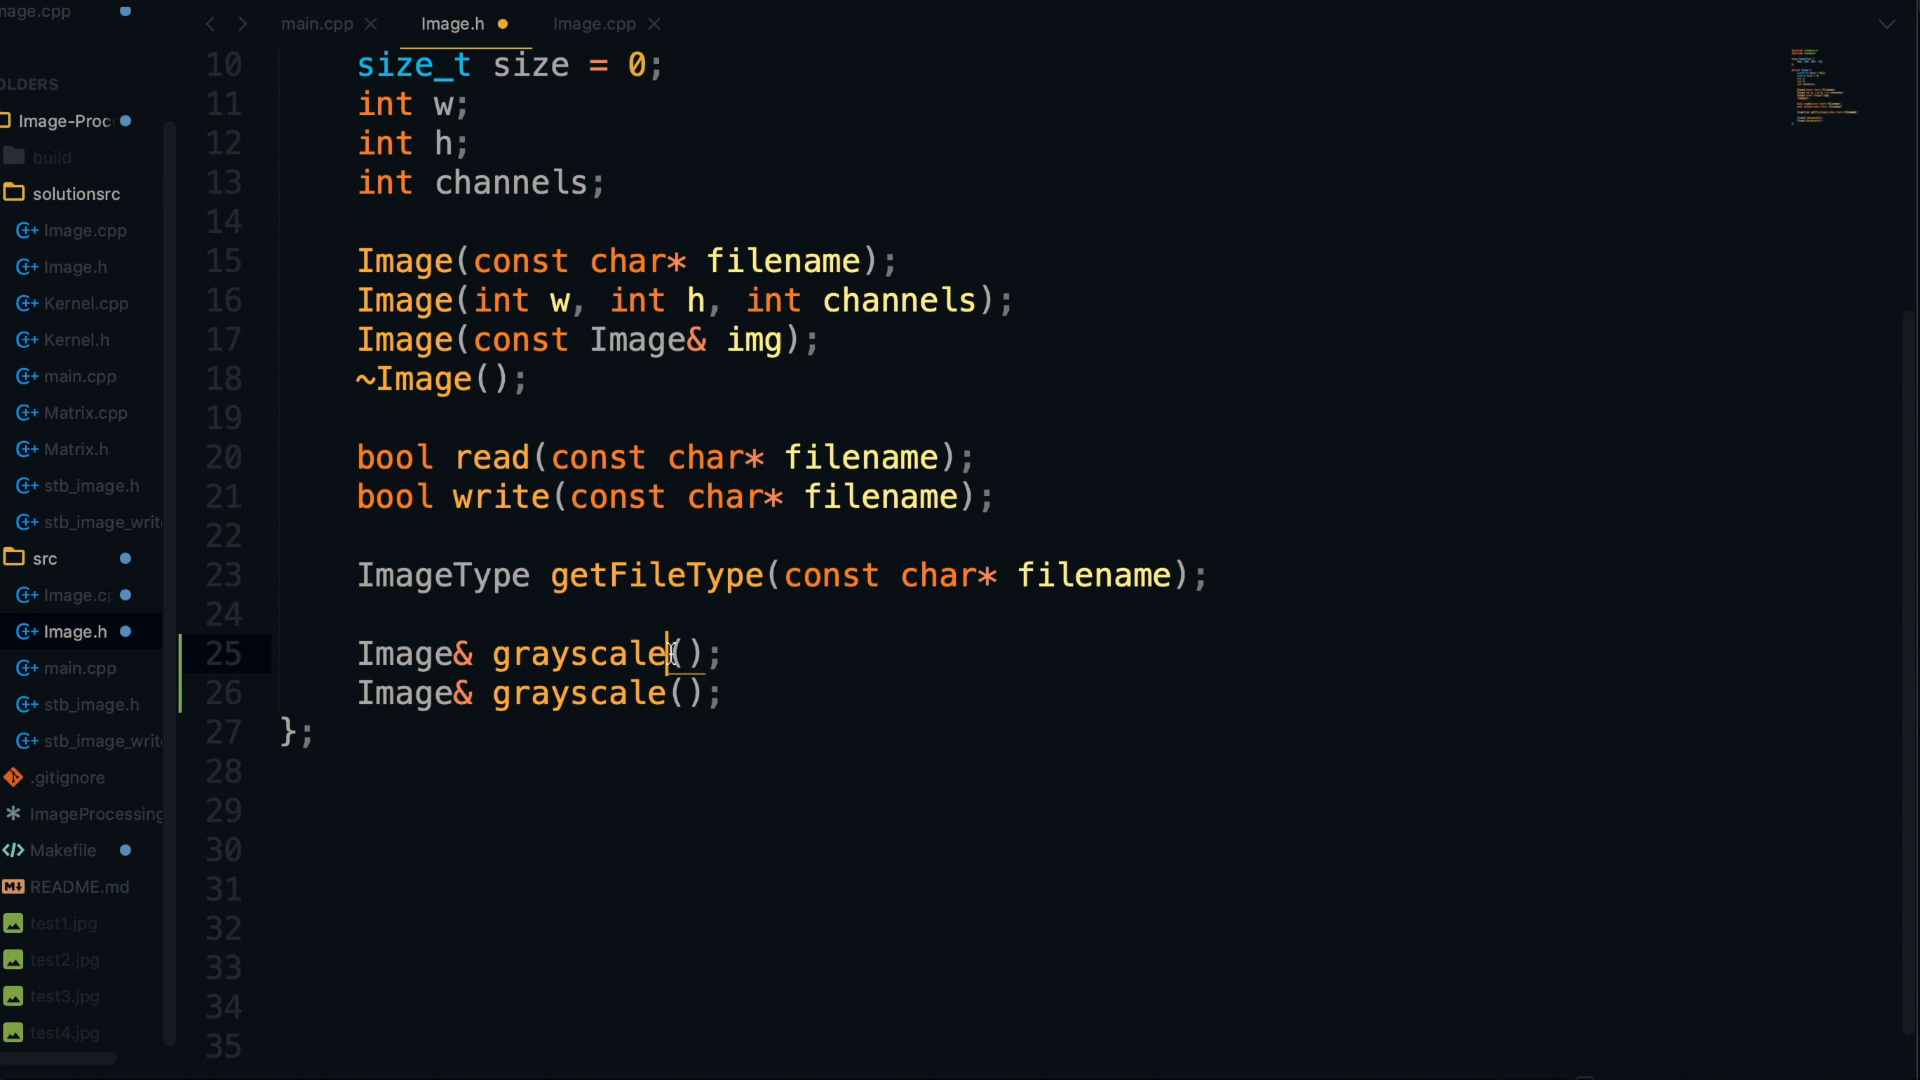 nage.cpp
main.cpp
Image.h
Image.cpp
OLDERS
Image-Proc
build
solutionsrc
Image.cpp
Image.h
Kernel.cpp
Kernel.h
main.cpp
Matrix.cpp
Matrix.h
stb_image.h
stb_image_writ
src
Image.c
Image.h
main.cpp
stb_image.h
stb_image_writ
.gitignore
ImageProcessing
Makefile
README.md
test1.jpg
test2.jpg
test3.jpg
test4.jpg
10 size_t size = 0;
11 int w;
12 int h;
13 int channels;
14
15 Image(const char* filename);
16 Image(int w, int h, int channels);
17 Image(const Image& img);
18 ~Image();
19
20 bool read(const char* filename);
21 bool write(const char* filename);
22
23 ImageType getFileType(const char* filename);
24
25 Image& grayscale();
26 Image& grayscale();
27 };
28
29
30
31
32
33
34
35